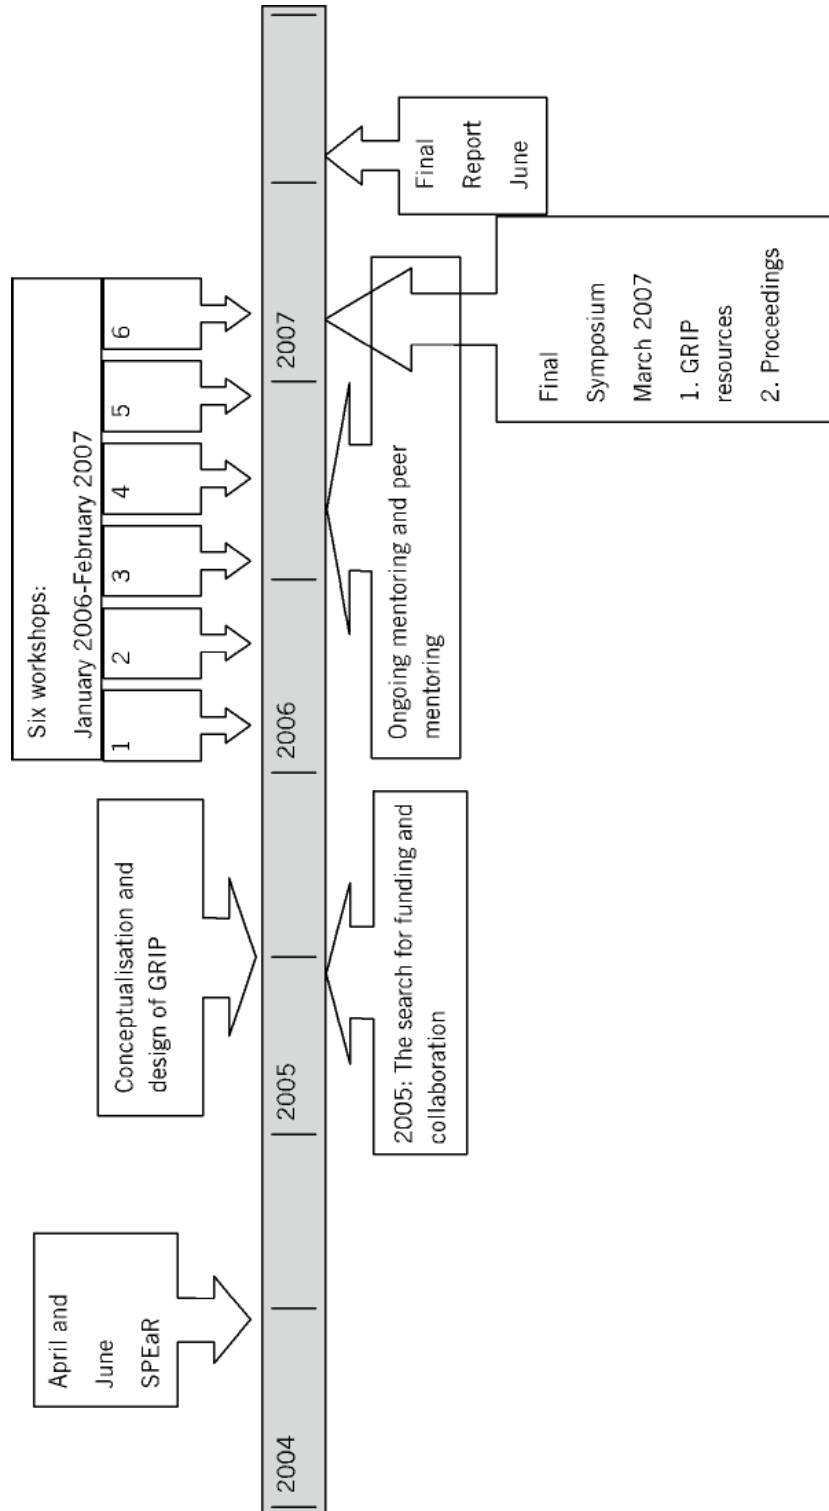 April and
June
SPEaR
Conceptualisation and
design of GRIP
Six workshops:
January 2006-February 2007
1
2
3
4
5
6
2004
2005
2006
2007
2005: The search for funding and
collaboration
Ongoing mentoring and peer
mentoring
Final
Symposium
March 2007
1. GRIP
resources
2. Proceedings
Final
Report
June